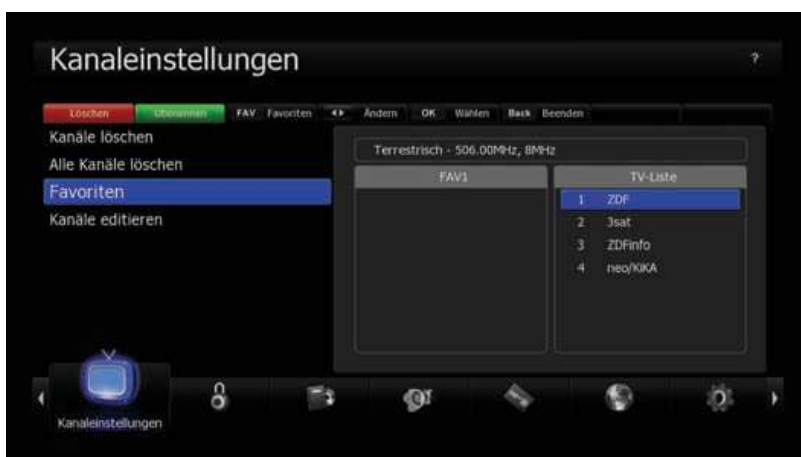 Kanaleinstellungen
?
Löschen Umbenennen FAV Favoriten Ändern OK Wählen Back Beenden
Kanäle löschen
Alle Kanäle löschen
Favoriten
Kanäle editieren
Terrestrisch - 506.00MHz, 8MHz
FAV1
TV-Liste
1 ZDF
2 3sat
3 ZDFinfo
4 neo/KiKA
Kanaleinstellungen